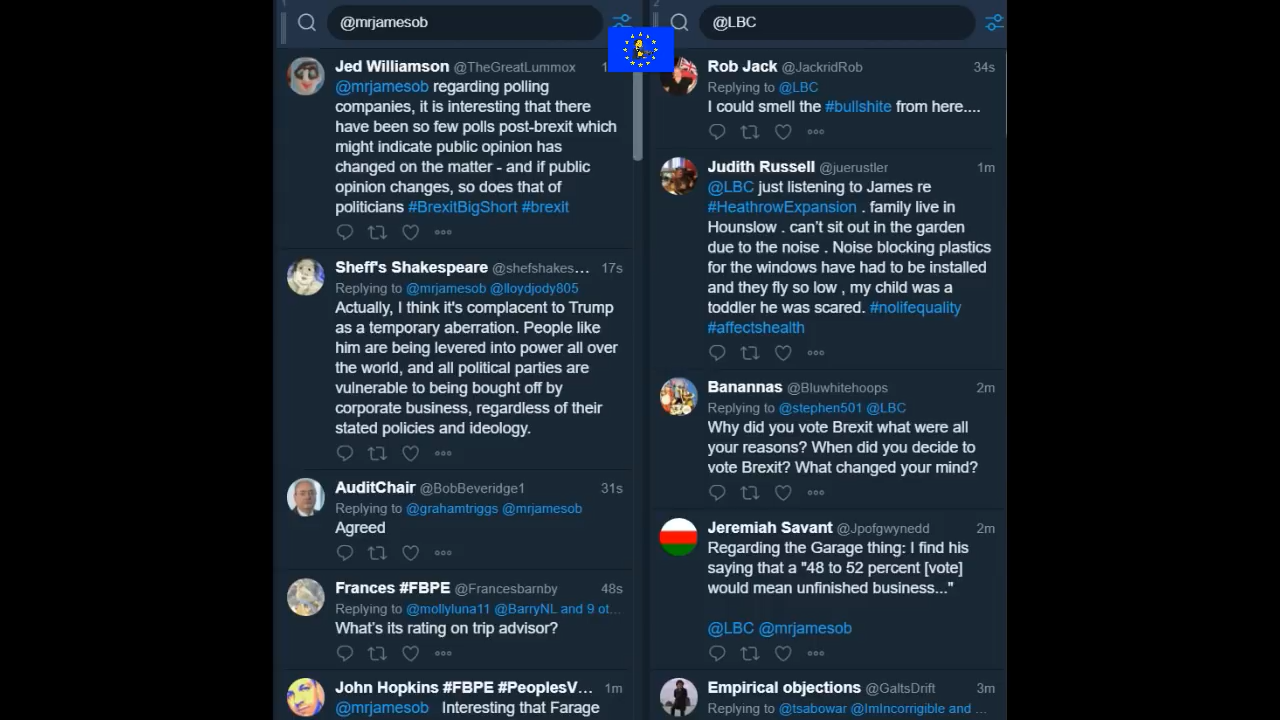 @mrjamesob
Jed Williamson @TheGreatLummox
@mrjamesob regarding polling
companies, it is interesting that there
have been so few polls post-brexit which
might indicate public opinion has
changed on the matter - and if public
opinion changes, so does that of
politicians #BrexitBigShort #brexit
Sheff's Shakespeare @shefshakes... 17s
Replying to @mrjamesob @lloydjody805
Actually, I think it's complacent to Trump
as a temporary aberration. People like
him are being levered into power all over
the world, and all political parties are
vulnerable to being bought off by
corporate business, regardless of their
stated policies and ideology.
AuditChair @BobBeveridge1 31s
Replying to @grahamtriggs @mrjamesob
Agreed
Frances #FBPE @Francesbarnby 48s
Replying to @mollyluna11 @BarryNL and 9 ot...
What's its rating on trip advisor?
John Hopkins #FBPE #PeoplesV... 1m
@mrjamesob Interesting that Farage
2
@LBC
Rob Jack @JackridRob 34s
Replying to @LBC
I could smell the #bullshite from here....
Judith Russell @juerustler 1m
@LBC just listening to James re
#HeathrowExpansion . family live in
Hounslow . can't sit out in the garden
due to the noise . Noise blocking plastics
for the windows have had to be installed
and they fly so low , my child was a
toddler he was scared. #nolifequality
#affectshealth
Banannas @Bluwhitehoops 2m
Replying to @stephen501 @LBC
Why did you vote Brexit what were all
your reasons? When did you decide to
vote Brexit? What changed your mind?
Jeremiah Savant @Jpofgwynedd 2m
Regarding the Garage thing: I find his
saying that a "48 to 52 percent [vote]
would mean unfinished business..."
@LBC @mrjamesob
Empirical objections @GaltsDrift 3m
Replying to @tsabowar @ImIncorrigible and ...